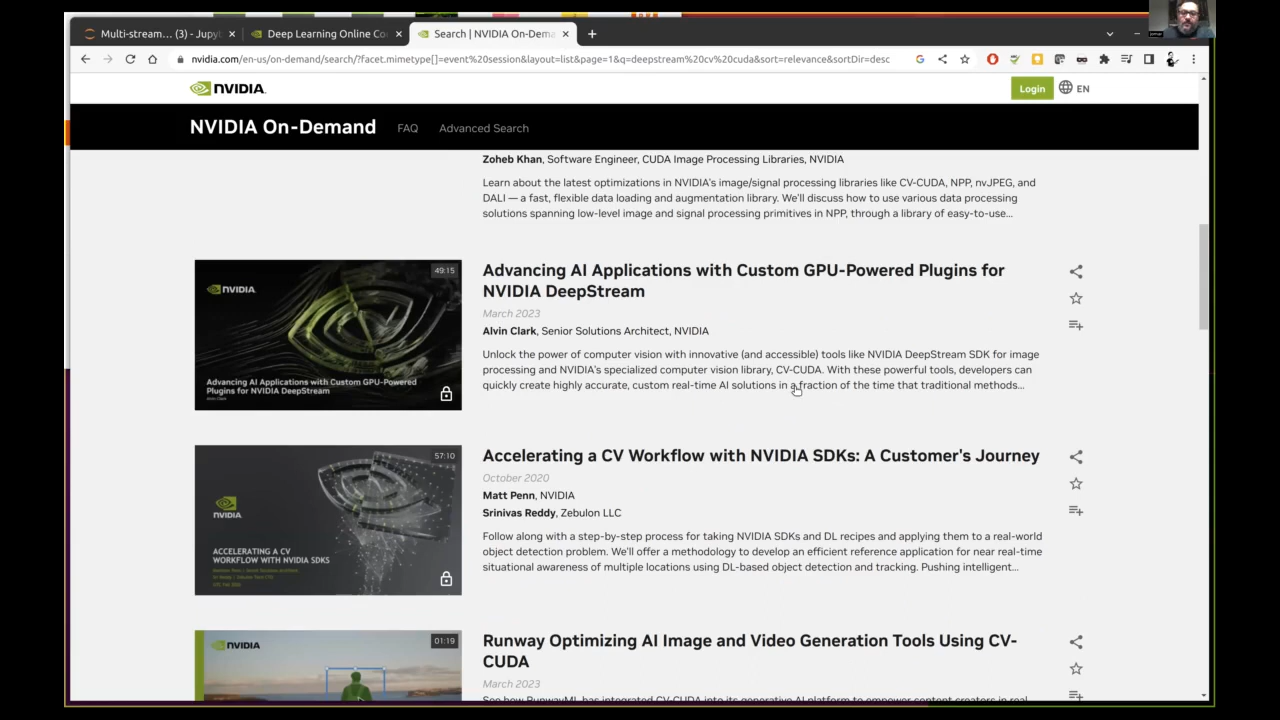 Multi-stream… (3) - Jupyt
Deep Learning Online Co
Search | NVIDIA On-Dema
nvidia.com/en-us/on-demand/search/?facet.mimetype[]=event%20session&layout=list&page=1&q=deepstream%20cv%20cuda&sort=relevance&sortDir=desc
NVIDIA.
Login
EN
NVIDIA On-Demand
FAQ
Advanced Search
Zoheb Khan, Software Engineer, CUDA Image Processing Libraries, NVIDIA
Learn about the latest optimizations in NVIDIA's image/signal processing libraries like CV-CUDA, NPP, nvJPEG, and
DALI — a fast, flexible data loading and augmentation library. We'll discuss how to use various data processing
solutions spanning low-level image and signal processing primitives in NPP, through a library of easy-to-use…
49:15
NVIDIA.
Advancing AI Applications with Custom GPU-Powered
Plugins for NVIDIA DeepStream
Alvin Clark
Advancing AI Applications with Custom GPU-Powered Plugins for
NVIDIA DeepStream
March 2023
Alvin Clark, Senior Solutions Architect, NVIDIA
Unlock the power of computer vision with innovative (and accessible) tools like NVIDIA DeepStream SDK for image
processing and NVIDIA's specialized computer vision library, CV-CUDA. With these powerful tools, developers can
quickly create highly accurate, custom real-time AI solutions in a fraction of the time that traditional methods…
57:10
NVIDIA.
ACCELERATING A CV
WORKFLOW WITH NVIDIA SDKS
Accelerating a CV Workflow with NVIDIA SDKs: A Customer's Journey
October 2020
Matt Penn, NVIDIA
Srinivas Reddy, Zebulon LLC
Follow along with a step-by-step process for taking NVIDIA SDKs and DL recipes and applying them to a real-world
object detection problem. We'll offer a methodology to develop an efficient reference application for near real-time
situational awareness of multiple locations using DL-based object detection and tracking. Pushing intelligent…
01:19
NVIDIA
Runway Optimizing AI Image and Video Generation Tools Using CV-
CUDA
March 2023
See how RunwayML has integrated CV-CUDA into its generative AI platform to empower content creators in real